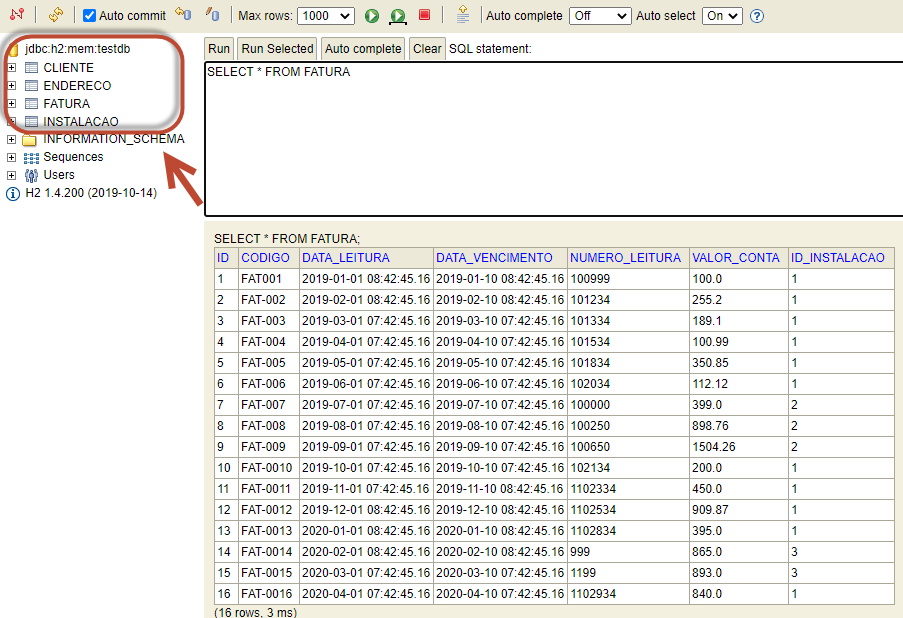 Auto commit Max rows: 1000 Auto complete Off Auto select On
jdbc:h2:mem:testdb
CLIENTE
ENDERECO
FATURA
INSTALACAO
INFORMATION_SCHEMA
Sequences
Users
H2 1.4.200 (2019-10-14)
Run Run Selected Auto complete Clear SQL statement:
SELECT * FROM FATURA
SELECT * FROM FATURA;
ID CODIGO DATA_LEITURA DATA_VENCIMENTO NUMERO_LEITURA VALOR_CONTA ID_INSTALACAO
1 FAT001 2019-01-01 08:42:45.16 2019-01-10 08:42:45.16 100999 100.0 1
2 FAT-002 2019-02-01 08:42:45.16 2019-02-10 08:42:45.16 101234 255.2 1
3 FAT-003 2019-03-01 07:42:45.16 2019-03-10 07:42:45.16 101334 189.1 1
4 FAT-004 2019-04-01 07:42:45.16 2019-04-10 07:42:45.16 101534 100.99 1
5 FAT-005 2019-05-01 07:42:45.16 2019-05-10 07:42:45.16 101834 350.85 1
6 FAT-006 2019-06-01 07:42:45.16 2019-06-10 07:42:45.16 102034 112.12 1
7 FAT-007 2019-07-01 07:42:45.16 2019-07-10 07:42:45.16 100000 399.0 2
8 FAT-008 2019-08-01 07:42:45.16 2019-08-10 07:42:45.16 100250 898.76 2
9 FAT-009 2019-09-01 07:42:45.16 2019-09-10 07:42:45.16 100650 1504.26 2
10 FAT-0010 2019-10-01 07:42:45.16 2019-10-10 07:42:45.16 102134 200.0 1
11 FAT-0011 2019-11-01 07:42:45.16 2019-11-10 08:42:45.16 1102334 450.0 1
12 FAT-0012 2019-12-01 08:42:45.16 2019-12-10 08:42:45.16 1102534 909.87 1
13 FAT-0013 2020-01-01 08:42:45.16 2020-01-10 08:42:45.16 1102834 395.0 1
14 FAT-0014 2020-02-01 08:42:45.16 2020-02-10 08:42:45.16 999 865.0 3
15 FAT-0015 2020-03-01 07:42:45.16 2020-03-10 07:42:45.16 1199 893.0 3
16 FAT-0016 2020-04-01 07:42:45.16 2020-04-10 07:42:45.16 1102934 840.0 1
(16 rows, 3 ms)